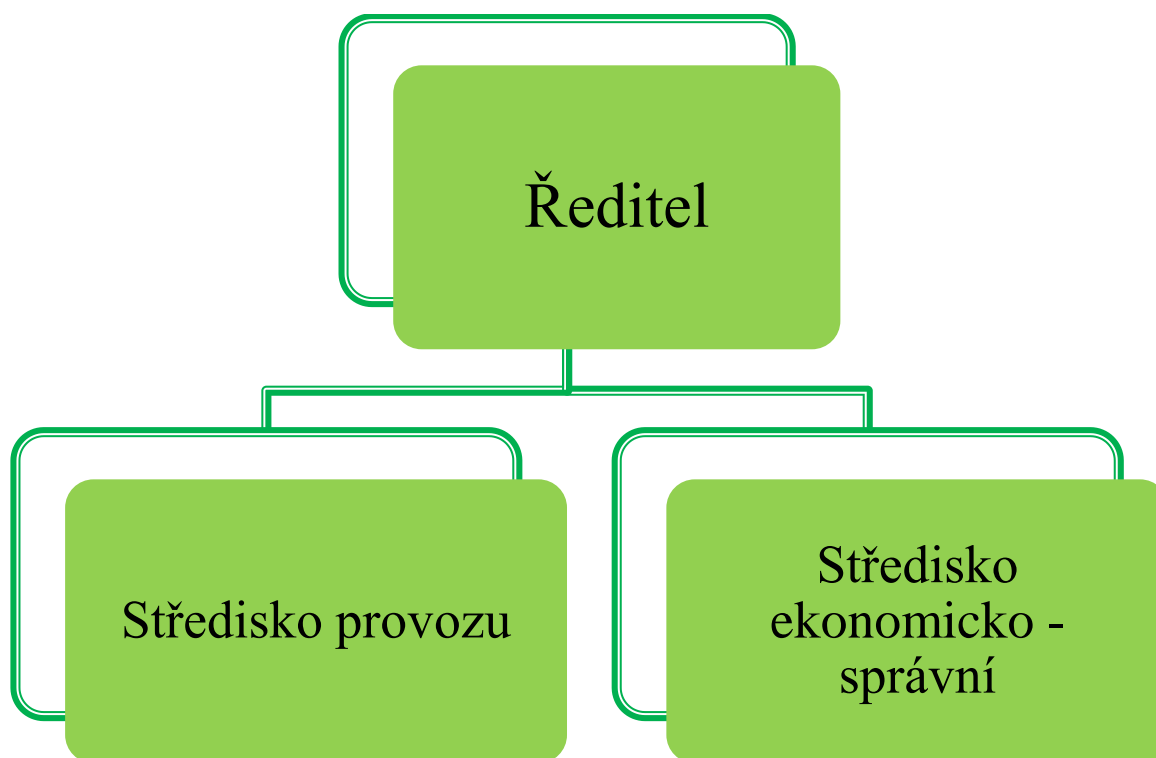 Ředitel
Středisko provozu
Středisko
ekonomicko -
správní